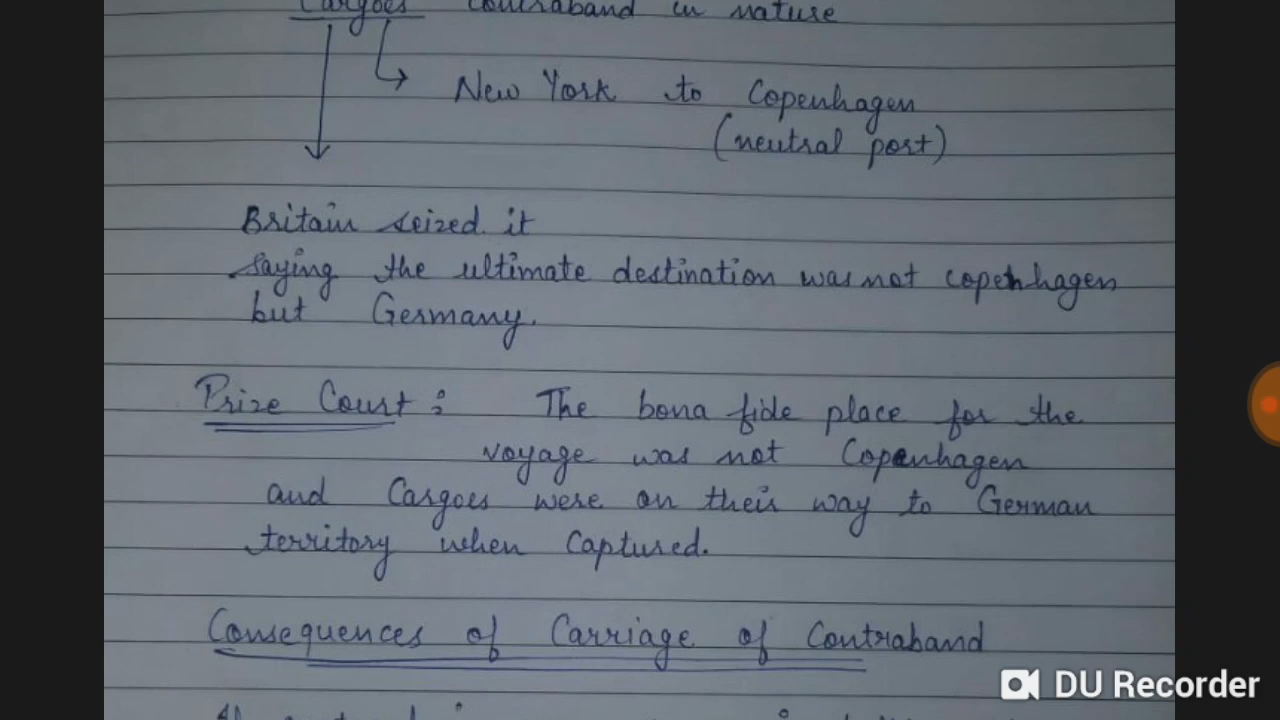 Cargoes contraband in nature
New York to Copenhagen
(neutral port)
Britain seized it
saying the ultimate destination was not copenhagen
but Germany.
Prize Court : The bona fide place for the
voyage was not Copenhagen
and Cargoes were on their way to German
territory when Captured.
Consequences of Carriage of Contraband
DU Recorder